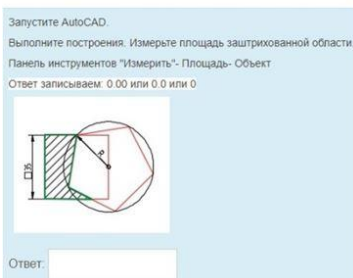 Запустите AutoCAD.
Выполните построения. Измерьте площадь заштрихованной области
Панель инструментов "Измерить"- Площадь- Объект
Ответ записываем: 0.00 или 0.0 или 0
□35
Ответ: